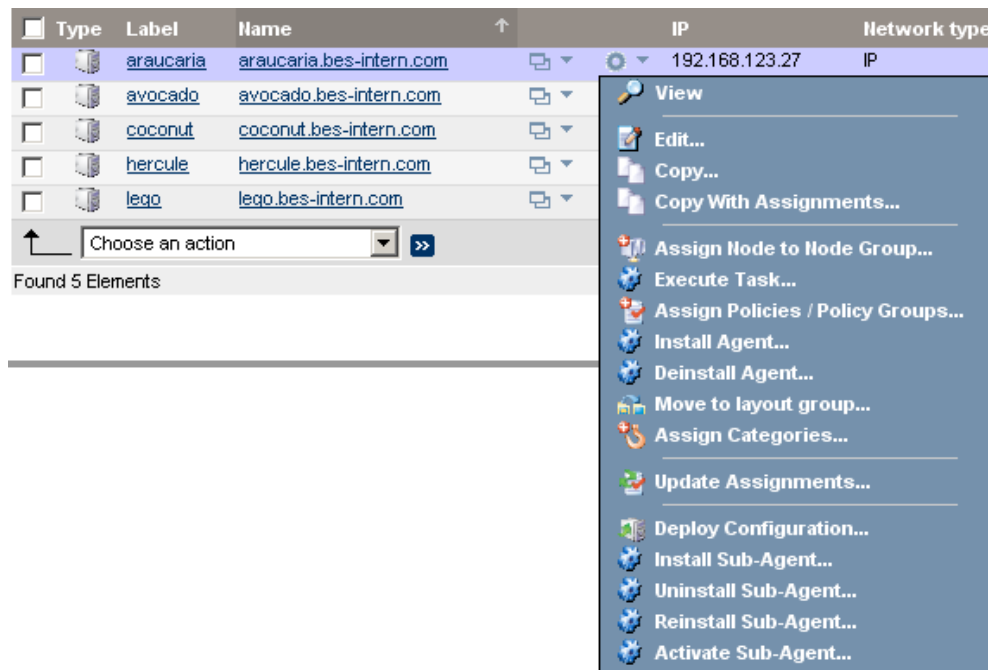 Type Label Name IP Network type
araucaria araucaria.bes-intern.com 192.168.123.27 IP
avocado avocado.bes-intern.com
coconut coconut.bes-intern.com
hercule hercule.bes-intern.com
lego lego.bes-intern.com
Choose an action
Found 5 Elements
View
Edit...
Copy...
Copy With Assignments...
Assign Node to Node Group...
Execute Task...
Assign Policies / Policy Groups...
Install Agent...
Deinstall Agent...
Move to layout group...
Assign Categories...
Update Assignments...
Deploy Configuration...
Install Sub-Agent...
Uninstall Sub-Agent...
Reinstall Sub-Agent...
Activate Sub-Agent...